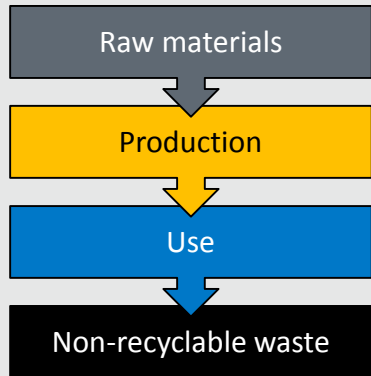 Raw materials
Production
Use
Non-recyclable waste